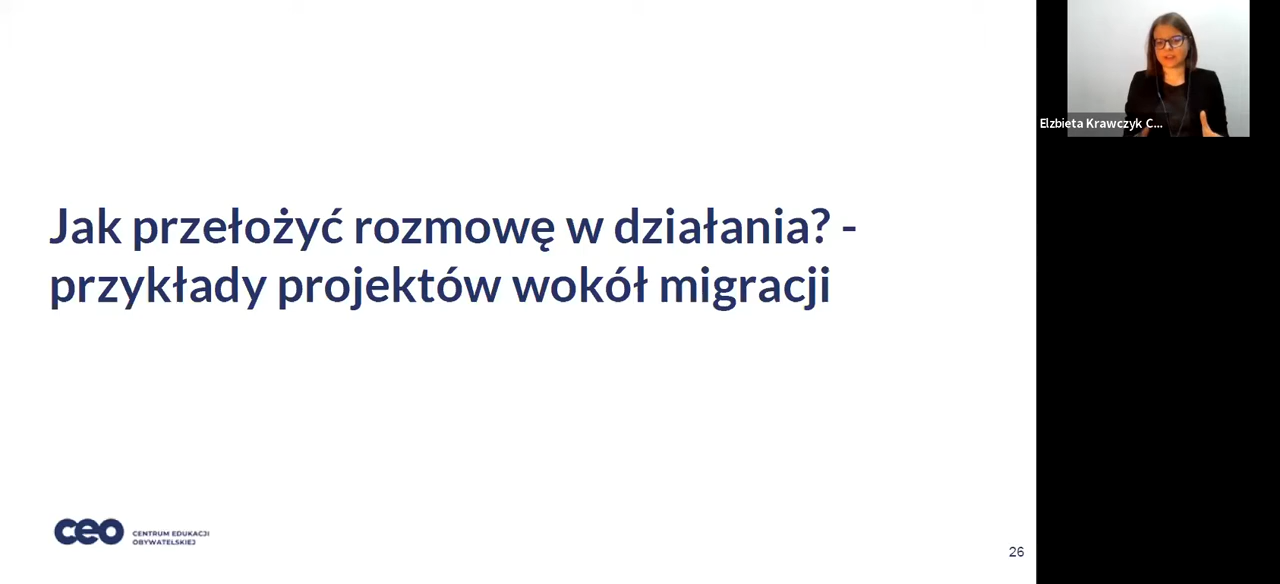 Jak przełożyć rozmowę w działania? -
przykłady projektów wokół migracji
Elzbieta Krawczyk C...
ceo
CENTRUM EDUKACJI
OBYWATELSKIEJ
26